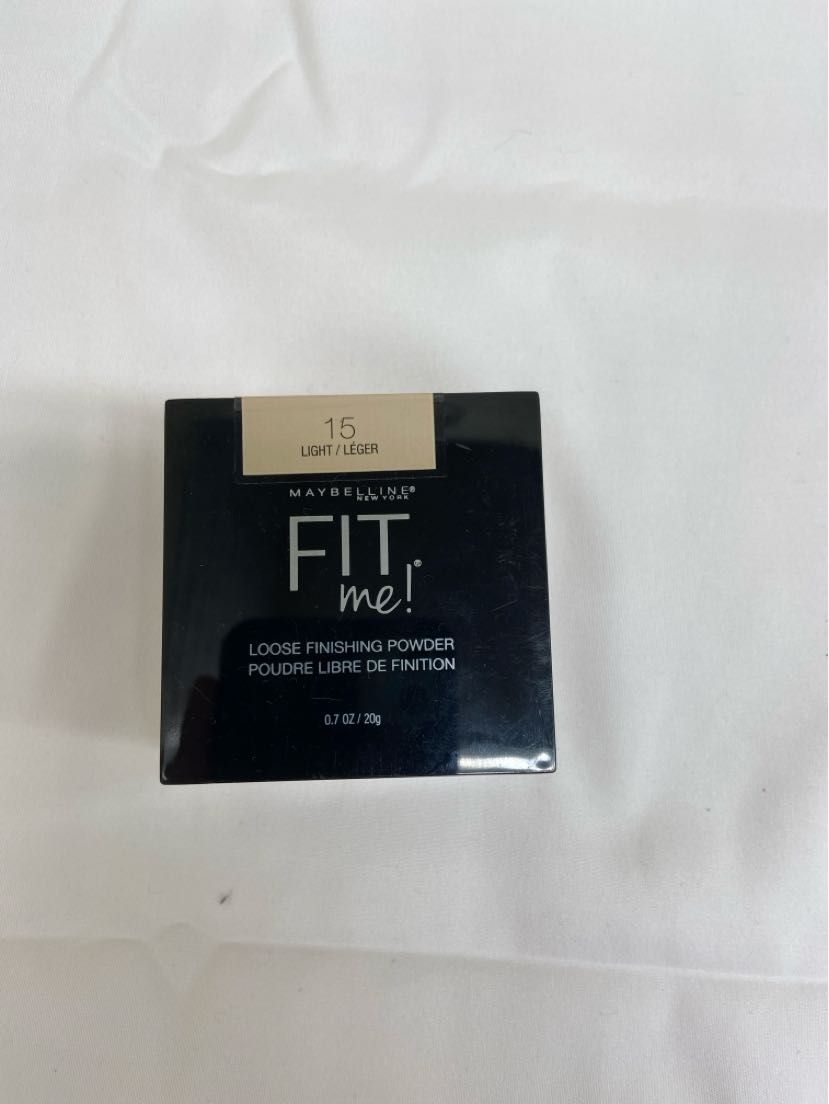 15
LIGHT / LÉGER
MAYBELLINE®
NEW YORK
FIT
me!®
LOOSE FINISHING POWDER
POUDRE LIBRE DE FINITION
0.7 OZ / 20g